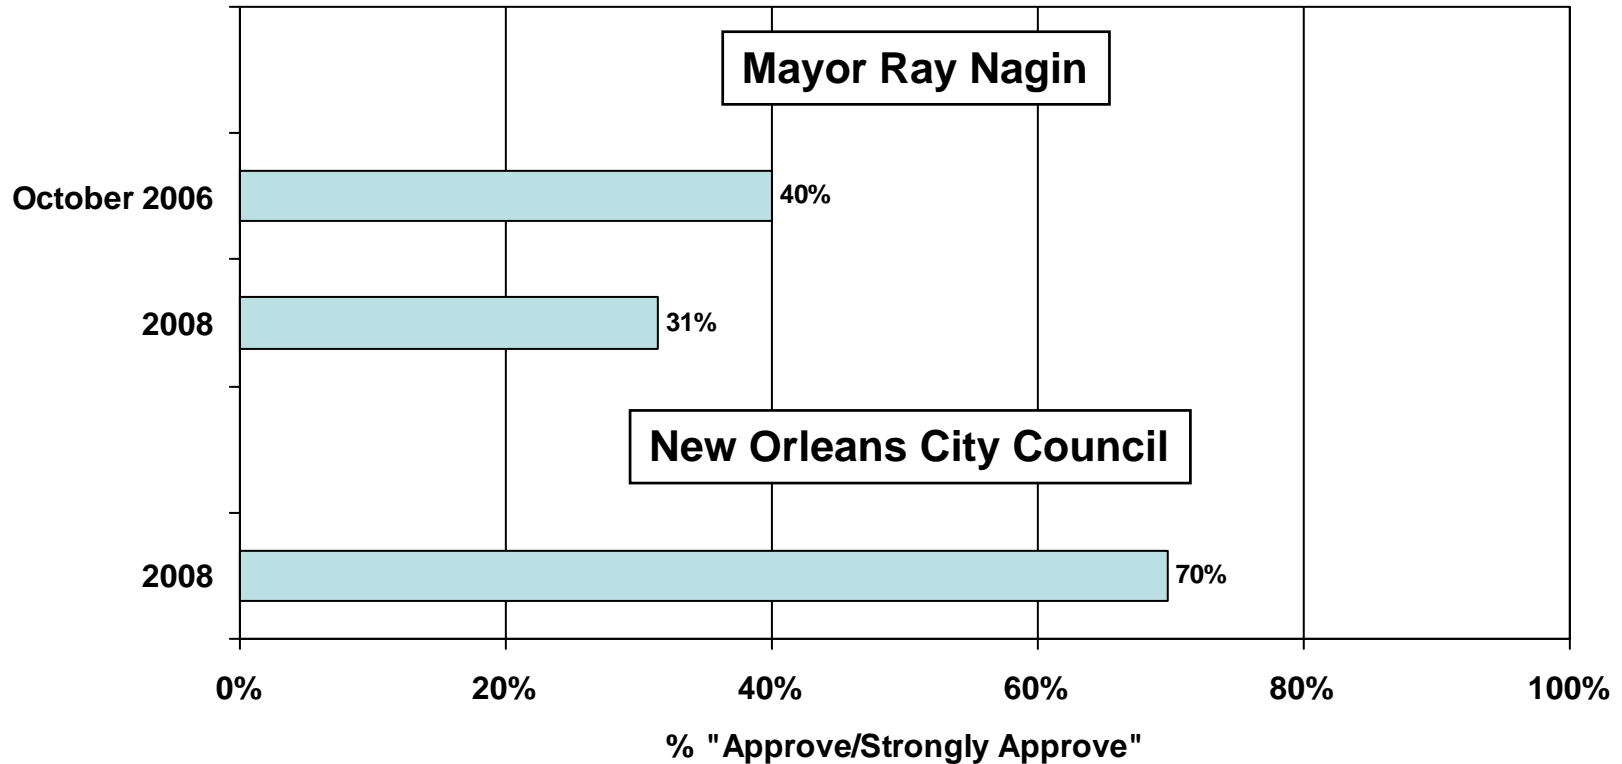 Mayor Ray Nagin
October 2006 40%
2008 31%
New Orleans City Council
2008 70%
0% 20% 40% 60% 80% 100%
% "Approve/Strongly Approve"